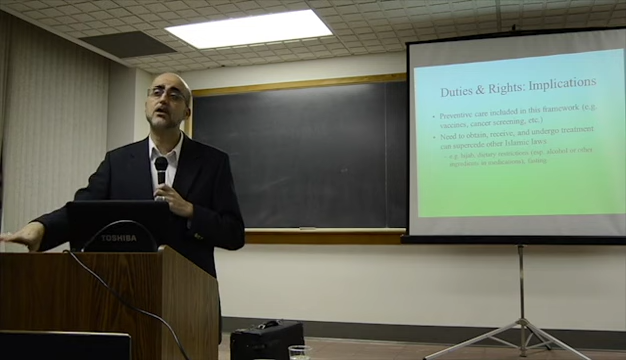 Duties & Rights: Implications
• Preventive care included in this framework (e.g.
vaccines, cancer screening, etc.)
• Need to obtain, receive, and undergo treatment
can supercede other Islamic laws
e.g. halal, dietary restrictions (esp. alcohol or other
ingredients in medications), fasting
TOSHIBA